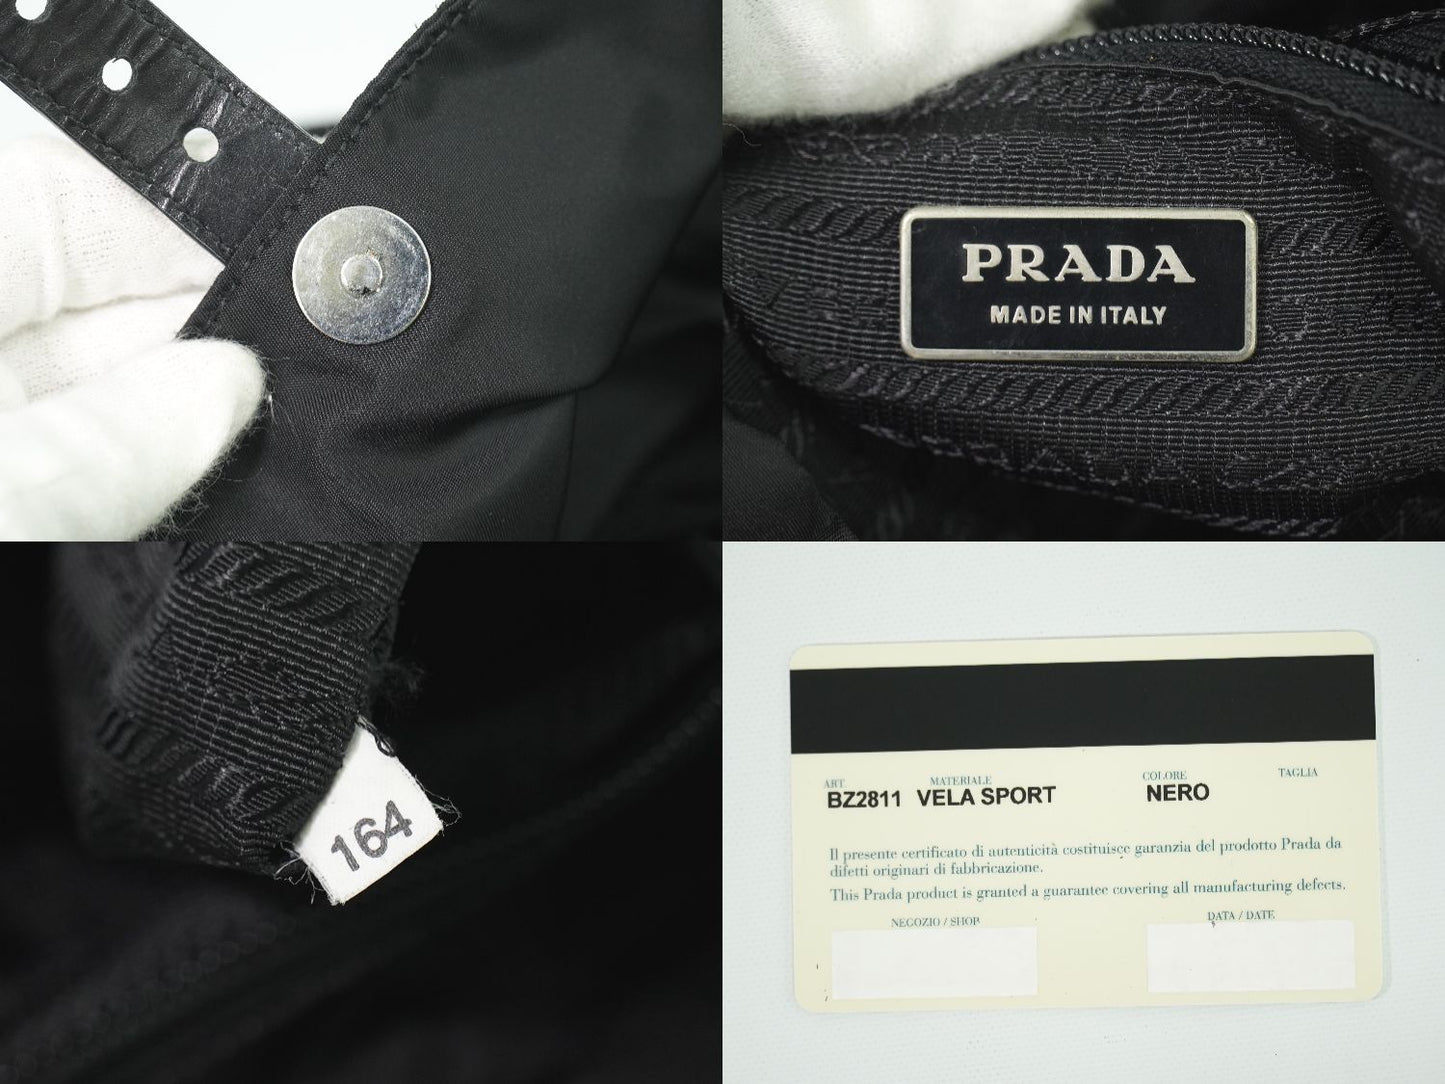 PRADA
MADE IN ITALY
164
ART. MATERIALE COLORE TAGLIA
BZ2811 VELA SPORT NERO
Il presente certificato di autenticità costituisce garanzia del prodotto Prada da
difetti originari di fabbricazione.
This Prada product is granted a guarantee covering all manufacturing defects.
NEGOZIO / SHOP DATA / DATE